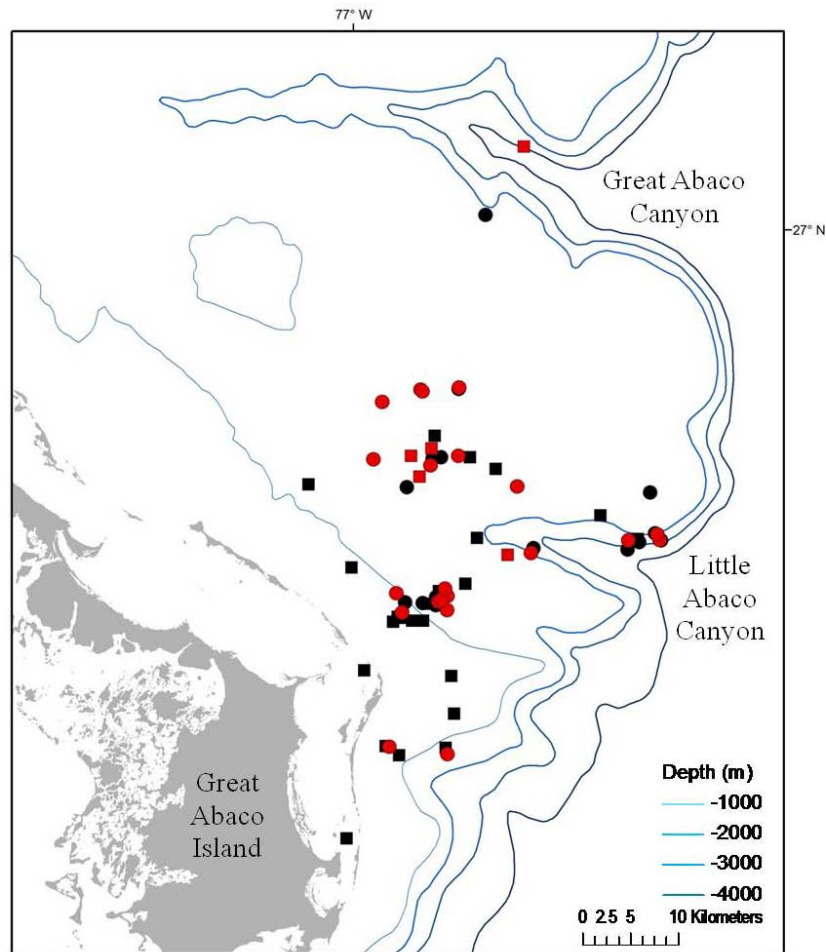 77° W
Great Abaco
Canyon
27° N
Little
Abaco
Canyon
Great
Abaco
Island
Depth (m)
-1000
-2000
-3000
-4000
0 2.5 5 10 Kilometers